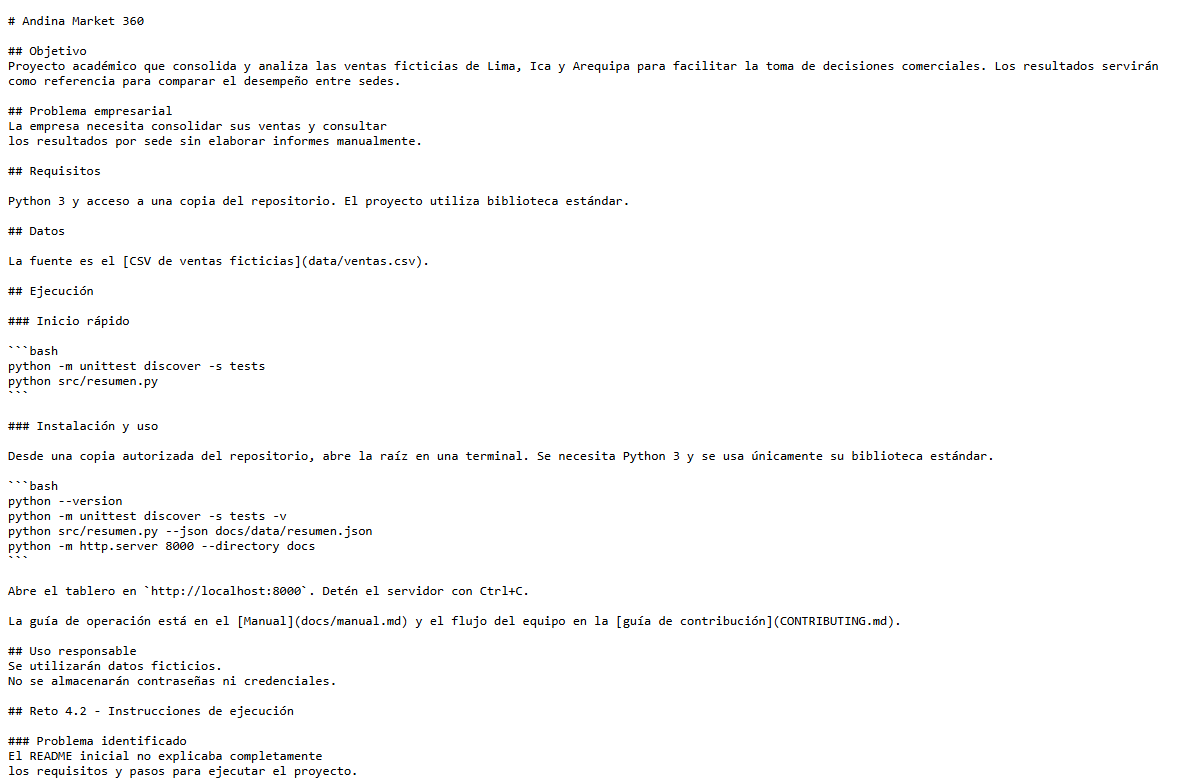 # Andina Market 360
## Objetivo
Proyecto académico que consolida y analiza las ventas ficticias de Lima, Ica y Arequipa para facilitar la toma de decisiones comerciales. Los resultados servirán
como referencia para comparar el desempeño entre sedes.
## Problema empresarial
La empresa necesita consolidar sus ventas y consultar
los resultados por sede sin elaborar informes manualmente.
## Requisitos
Python 3 y acceso a una copia del repositorio. El proyecto utiliza biblioteca estándar.
## Datos
La fuente es el [CSV de ventas ficticias](data/ventas.csv).
## Ejecución
### Inicio rápido
```bash
python -m unittest discover -s tests
python src/resumen.py
```
### Instalación y uso
Desde una copia autorizada del repositorio, abre la raíz en una terminal. Se necesita Python 3 y se usa únicamente su biblioteca estándar.
```bash
python --version
python -m unittest discover -s tests -v
python src/resumen.py --json docs/data/resumen.json
python -m http.server 8000 --directory docs
```
Abre el tablero en `http://localhost:8000`. Detén el servidor con Ctrl+C.
La guía de operación está en el [Manual](docs/manual.md) y el flujo del equipo en la [guía de contribución](CONTRIBUTING.md).
## Uso responsable
Se utilizarán datos ficticios.
No se almacenarán contraseñas ni credenciales.
## Reto 4.2 - Instrucciones de ejecución
### Problema identificado
El README inicial no explicaba completamente
los requisitos y pasos para ejecutar el proyecto.